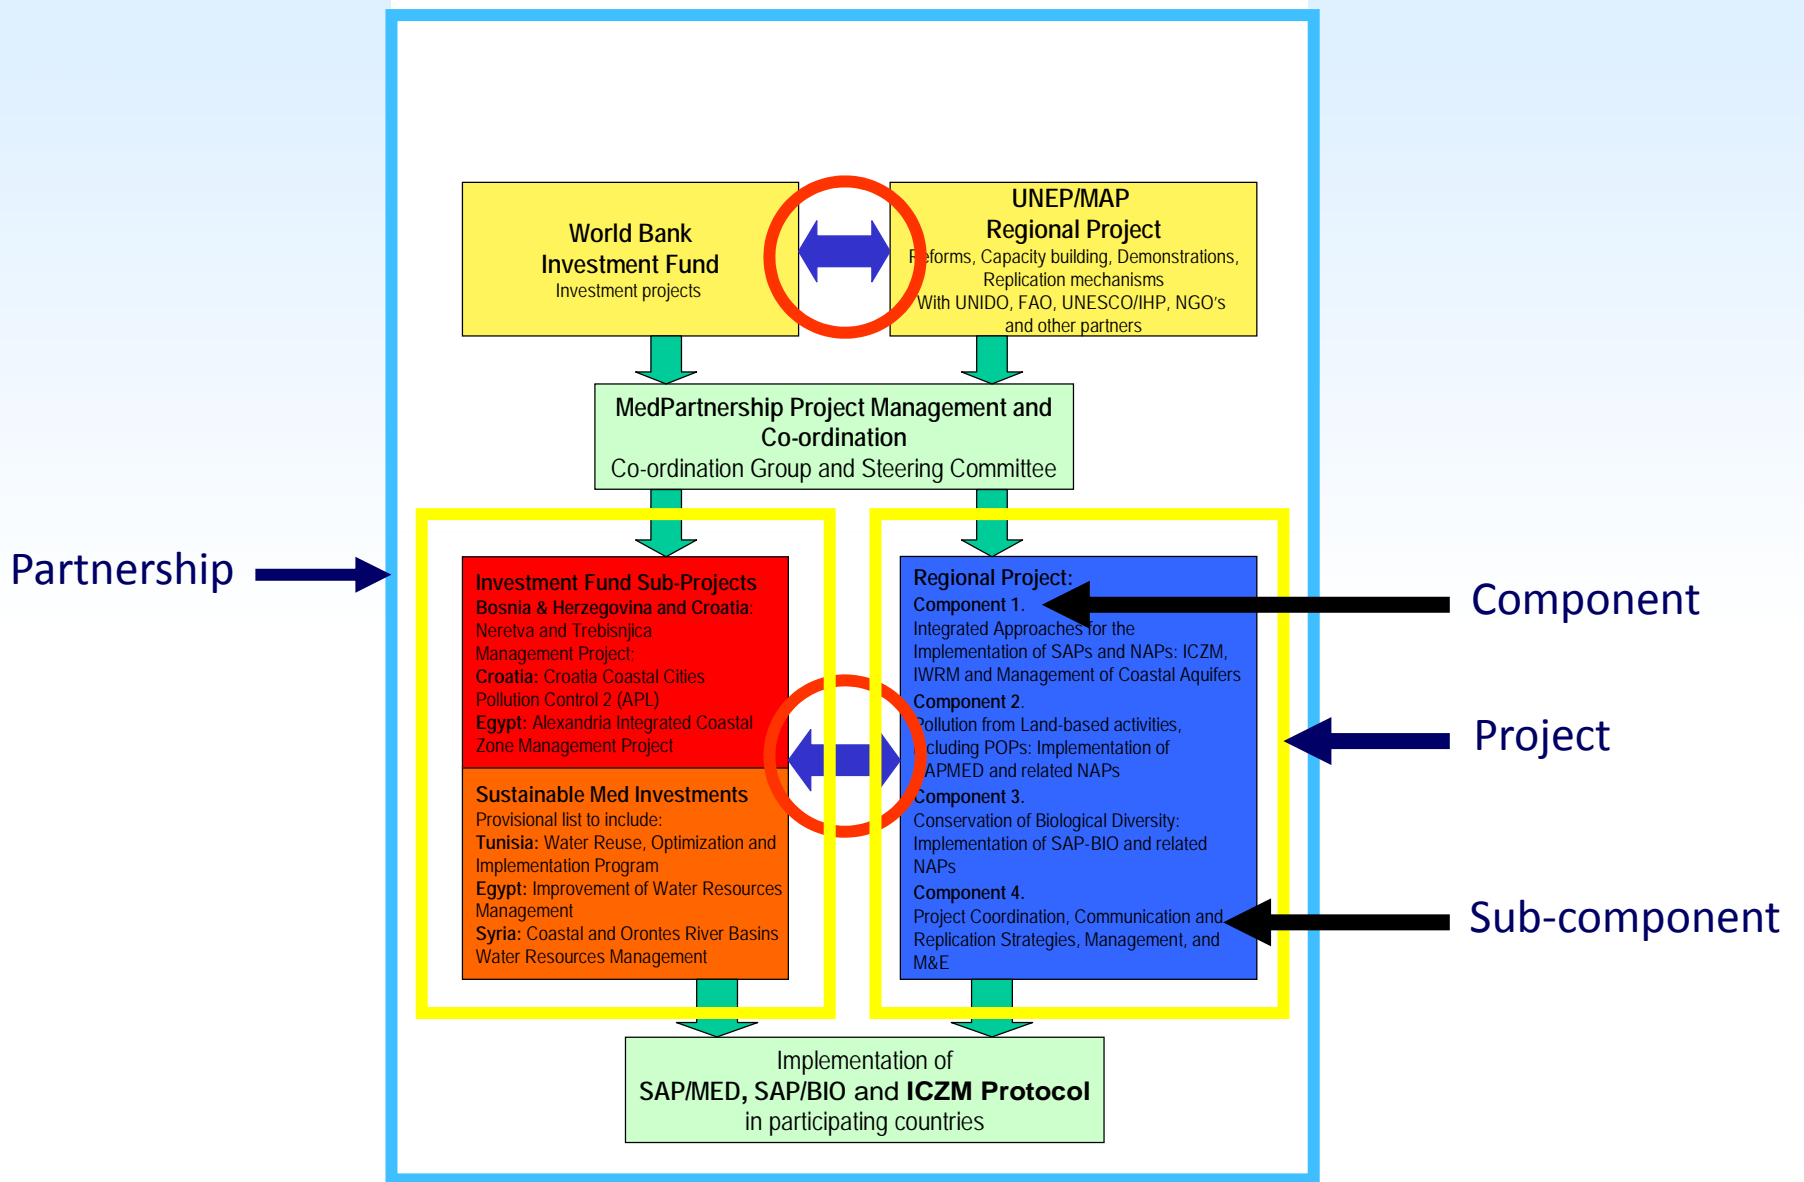 World Bank
Investment Fund
Investment projects
UNEP/MAP
Regional Project
Reforms, Capacity building, Demonstrations,
Replication mechanisms
With UNIDO, FAO, UNESCO/IHP, NGO's
and other partners
MedPartnership Project Management and
Co-ordination
Co-ordination Group and Steering Committee
Partnership
Investment Fund Sub-Projects
Bosnia & Herzegovina and Croatia:
Neretva and Trebisnjica
Management Project;
Croatia: Croatia Coastal Cities
Pollution Control 2 (APL)
Egypt: Alexandria Integrated Coastal
Zone Management Project
Sustainable Med Investments
Provisional list to include:
Tunisia: Water Reuse, Optimization and
Implementation Program
Egypt: Improvement of Water Resources
Management
Syria: Coastal and Orontes River Basins
Water Resources Management
Regional Project:
Component 1.
Integrated Approaches for the
Implementation of SAPs and NAPs: ICZM,
IWRM and Management of Coastal Aquifers
Component 2.
Pollution from Land-based activities,
including POPs: Implementation of
SAPMED and related NAPs
Component 3.
Conservation of Biological Diversity:
Implementation of SAP-BIO and related
NAPs
Component 4.
Project Coordination, Communication and
Replication Strategies, Management, and
M&E
Component
Project
Sub-component
Implementation of
SAP/MED, SAP/BIO and ICZM Protocol
in participating countries